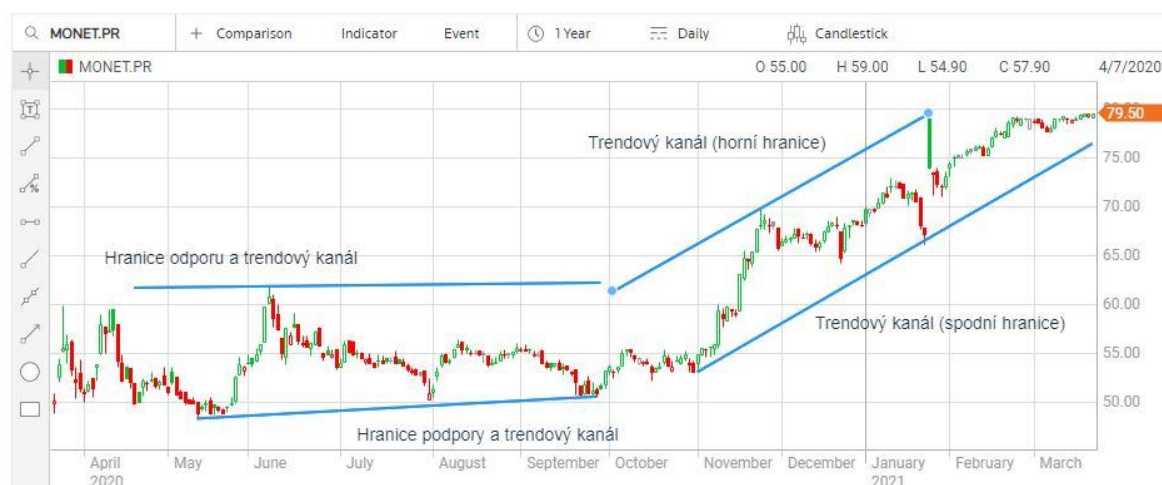 MONET.PR + Comparison Indicator Event 1 Year Daily Candlestick
MONET.PR O 55.00 H 59.00 L 54.90 C 57.90 4/7/2020
79.50
Trendový kanál (horní hranice)
75.00
70.00
Hranice odporu a trendový kanál
65.00
60.00
Trendový kanál (spodní hranice)
55.00
50.00
Hranice podpory a trendový kanál
April May June July August September October November December January February March
2020 2021